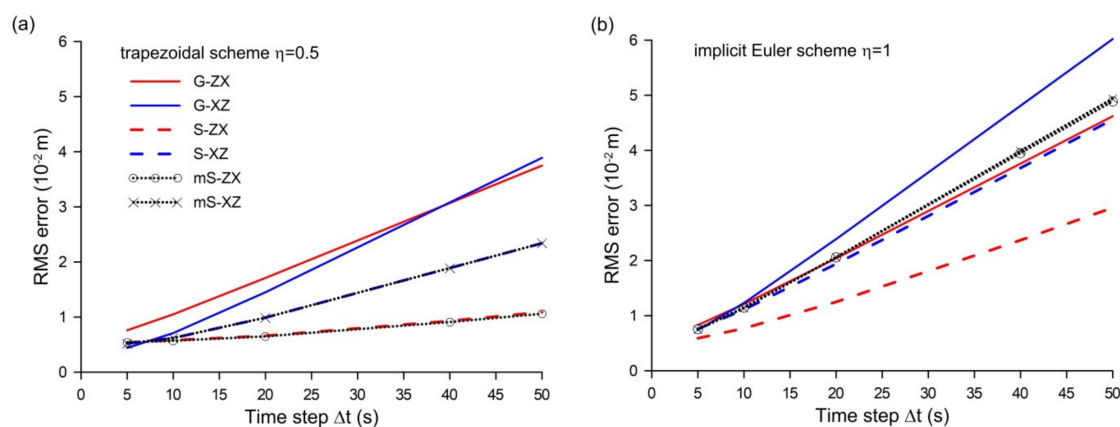 (a)
trapezoidal scheme η=0.5
G-ZX
G-XZ
S-ZX
S-XZ
mS-ZX
mS-XZ
RMS error (10⁻² m)
6
5
4
3
2
1
0
0 5 10 15 20 25 30 35 40 45 50
Time step Δt (s)
(b)
implicit Euler scheme η=1
RMS error (10⁻² m)
6
5
4
3
2
1
0
0 5 10 15 20 25 30 35 40 45 50
Time step Δt (s)